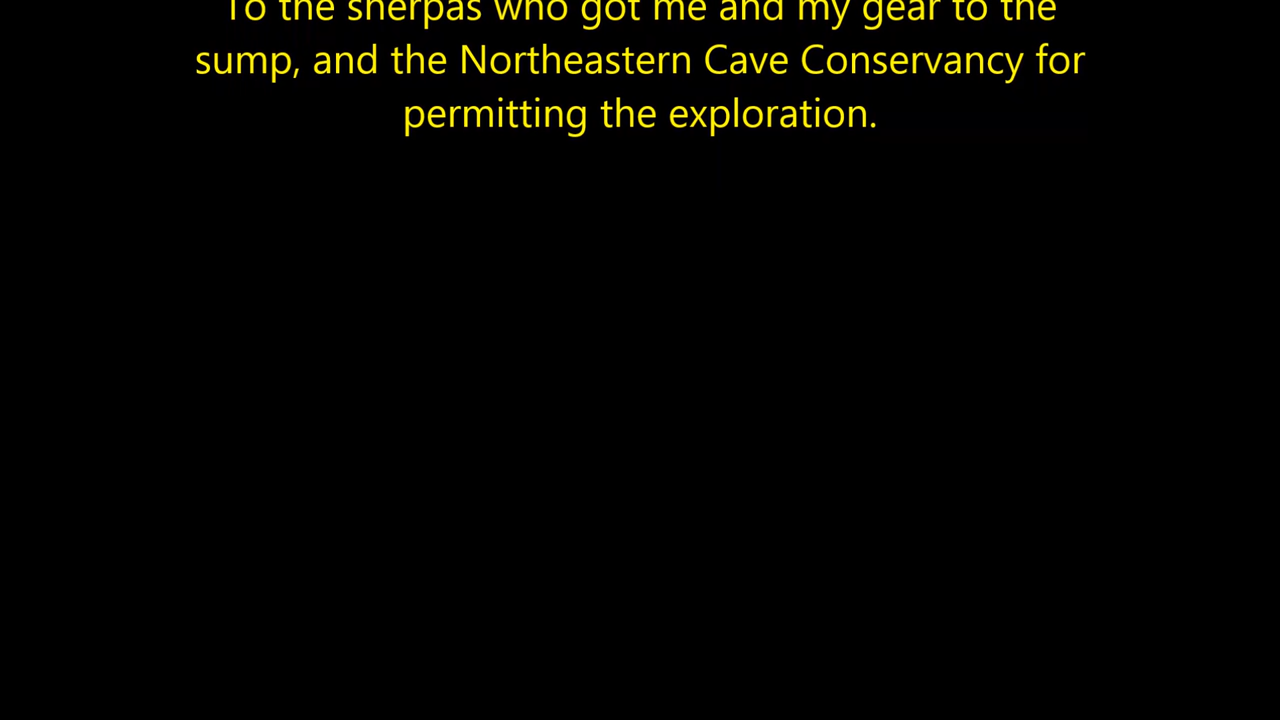 To the sherpas who got me and my gear to the
sump, and the Northeastern Cave Conservancy for
permitting the exploration.